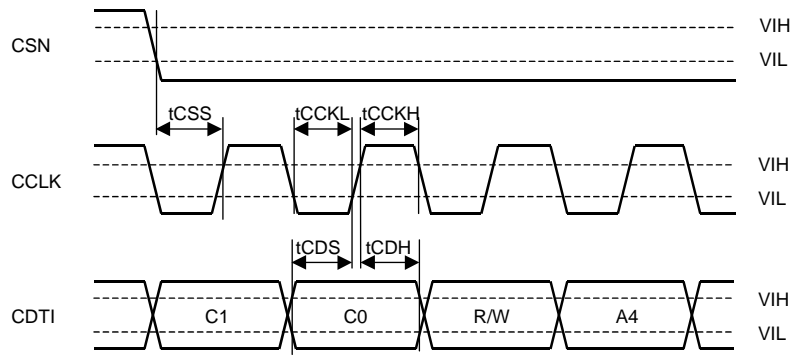 VIH
CSN
VIL
tCSS
tCCKL
tCCKH
VIH
CCLK
VIL
tCDS
tCDH
VIH
CDTI
C1
C0
R/W
A4
VIL